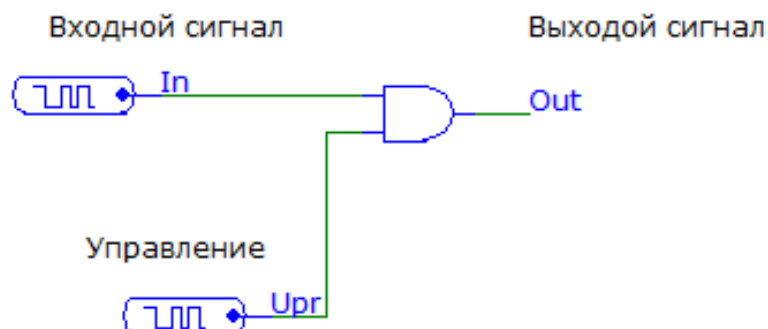 Входной сигнал
Выходой сигнал
In
Out
Управление
Upr